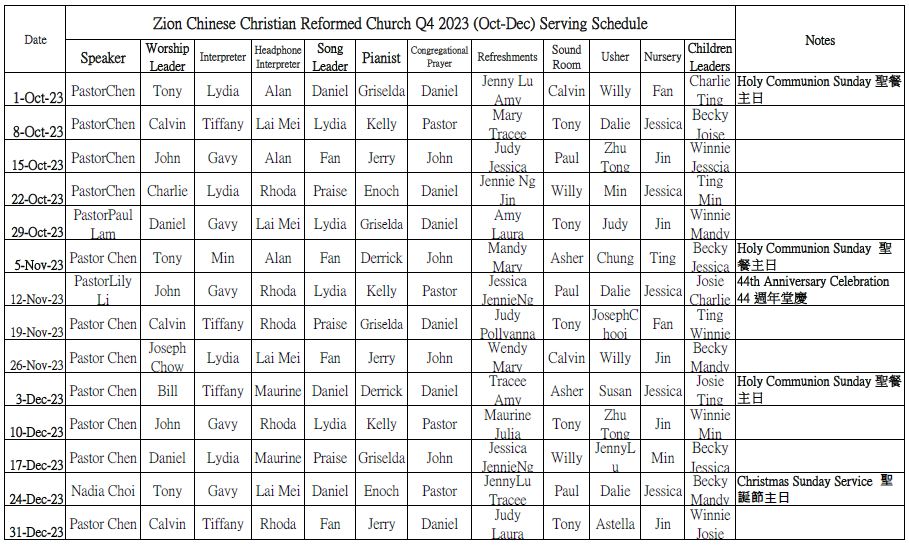 Zion Chinese Christian Reformed Church Q4 2023 (Oct-Dec) Serving Schedule
Date Speaker Worship Leader Interpreter Headphone Interpreter Song Leader Pianist Congregational Prayer Refreshments Sound Room Usher Nursery Children Leaders Notes
1-Oct-23 PastorChen Tony Lydia Alan Daniel Griselda Daniel Jenny Lu Amy Calvin Willy Fan Charlie Ting Holy Communion Sunday 聖餐主日
8-Oct-23 PastorChen Calvin Tiffany Lai Mei Lydia Kelly Pastor Mary Tracee Tony Dalie Jessica Becky Joise
15-Oct-23 PastorChen John Gavy Alan Fan Jerry John Judy Jessica Paul Zhu Tong Jin Winnie Jesscia
22-Oct-23 PastorChen Charlie Lydia Rhoda Praise Enoch Daniel Jennie Ng Jin Willy Min Jessica Ting Min
29-Oct-23 PastorPaul Lam Daniel Gavy Lai Mei Lydia Griselda Daniel Amy Laura Tony Judy Jin Winnie Mandy
5-Nov-23 Pastor Chen Tony Min Alan Fan Derrick John Mandy Mary Asher Chung Ting Becky Jessica Holy Communion Sunday 聖餐主日
12-Nov-23 PastorLily Li John Gavy Rhoda Lydia Kelly Pastor Jessica JennieNg Paul Dalie Jessica Josie Charlie 44th Anniversary Celebration 44 週年堂慶
19-Nov-23 Pastor Chen Calvin Tiffany Rhoda Praise Griselda Daniel Judy Pollyanna Tony JosephChooi Fan Ting Winnie
26-Nov-23 Pastor Chen Joseph Chow Lydia Lai Mei Fan Jerry John Wendy Mary Calvin Willy Jin Becky Mandy
3-Dec-23 Pastor Chen Bill Tiffany Maurine Daniel Derrick Daniel Tracee Amy Asher Susan Jessica Josie Ting Holy Communion Sunday 聖餐主日
10-Dec-23 Pastor Chen John Gavy Rhoda Lydia Kelly Pastor Maurine Julia Tony Zhu Tong Jin Winnie Min
17-Dec-23 Pastor Chen Daniel Lydia Maurine Praise Griselda John Jessica JennieNg Willy JennyLu Min Becky Jessica
24-Dec-23 Nadia Choi Tony Gavy Lai Mei Daniel Enoch Pastor JennyLu Tracee Paul Dalie Jessica Becky Mandy Christmas Sunday Service 聖誕節主日
31-Dec-23 Pastor Chen Calvin Tiffany Rhoda Fan Jerry Daniel Judy Laura Tony Astella Jin Winnie Josie